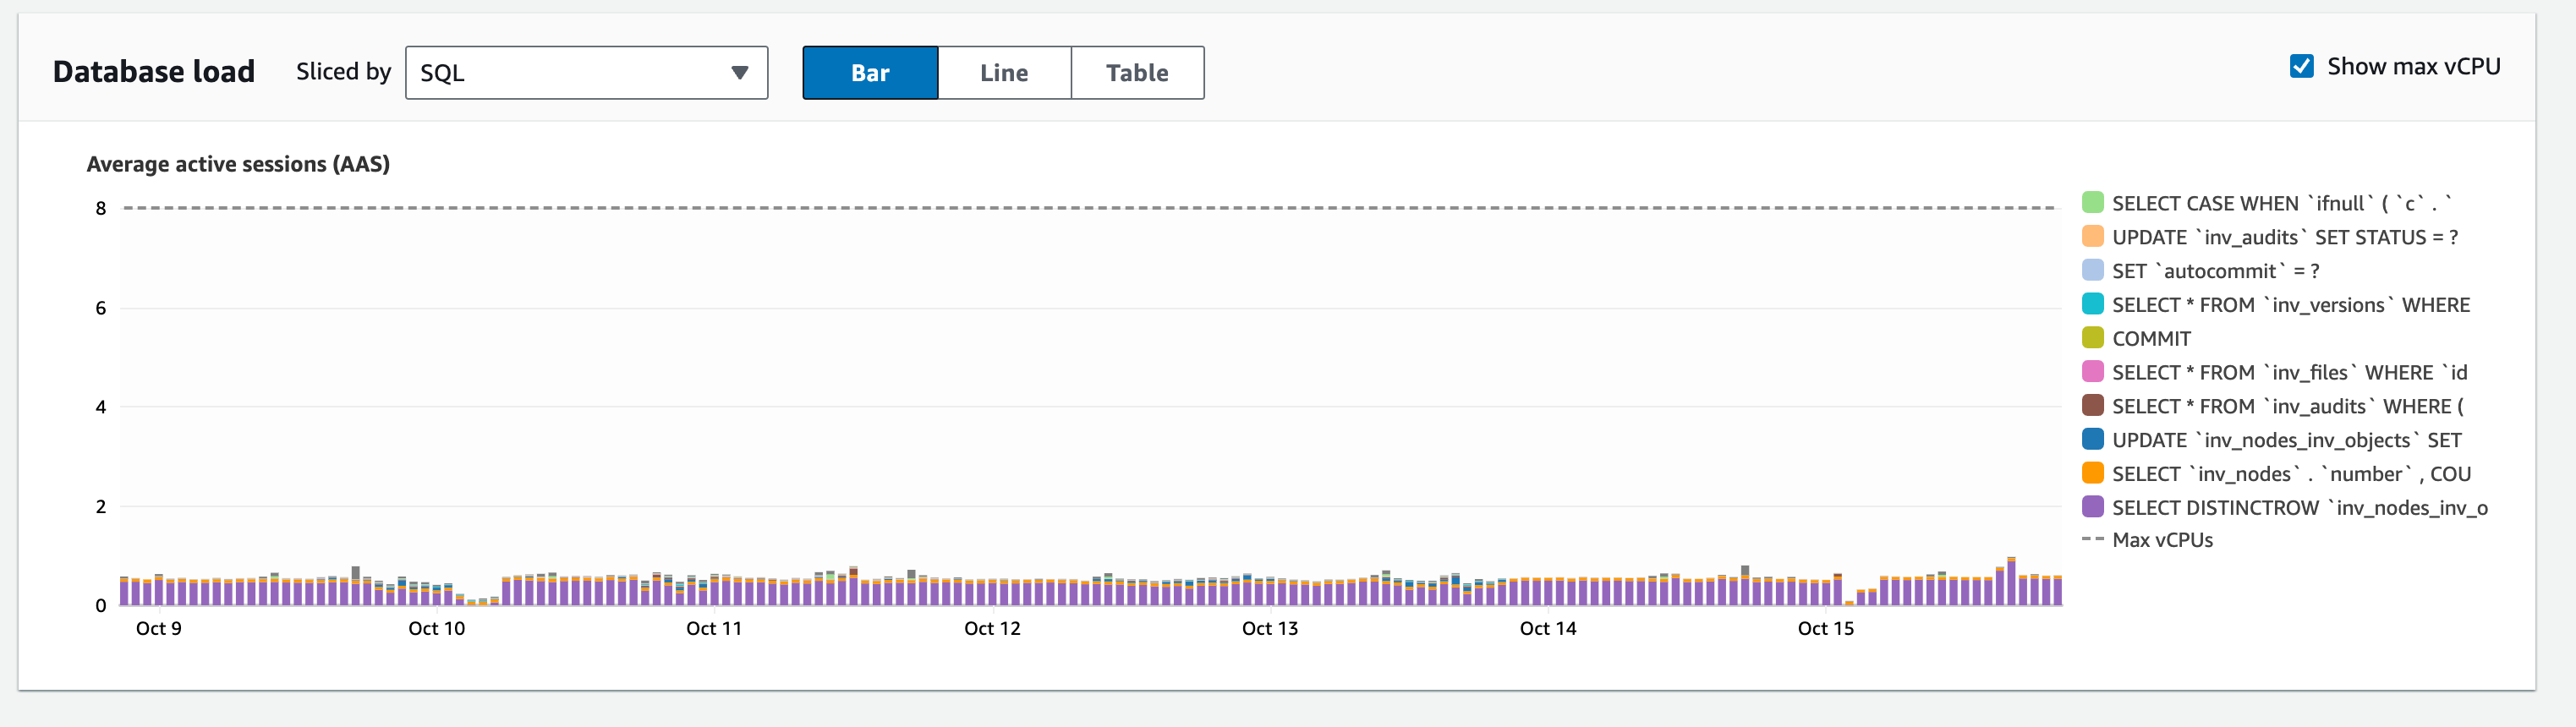 Database load Sliced by SQL Bar Line Table Show max vCPU
Average active sessions (AAS)
8
6
4
2
0
Oct 9 Oct 10 Oct 11 Oct 12 Oct 13 Oct 14 Oct 15
SELECT CASE WHEN `ifnull` ( `c` . `
UPDATE `inv_audits` SET STATUS = ?
SET `autocommit` = ?
SELECT * FROM `inv_versions` WHERE
COMMIT
SELECT * FROM `inv_files` WHERE `id
SELECT * FROM `inv_audits` WHERE (
UPDATE `inv_nodes_inv_objects` SET
SELECT `inv_nodes` . `number` , COU
SELECT DISTINCTROW `inv_nodes_inv_o
Max vCPUs